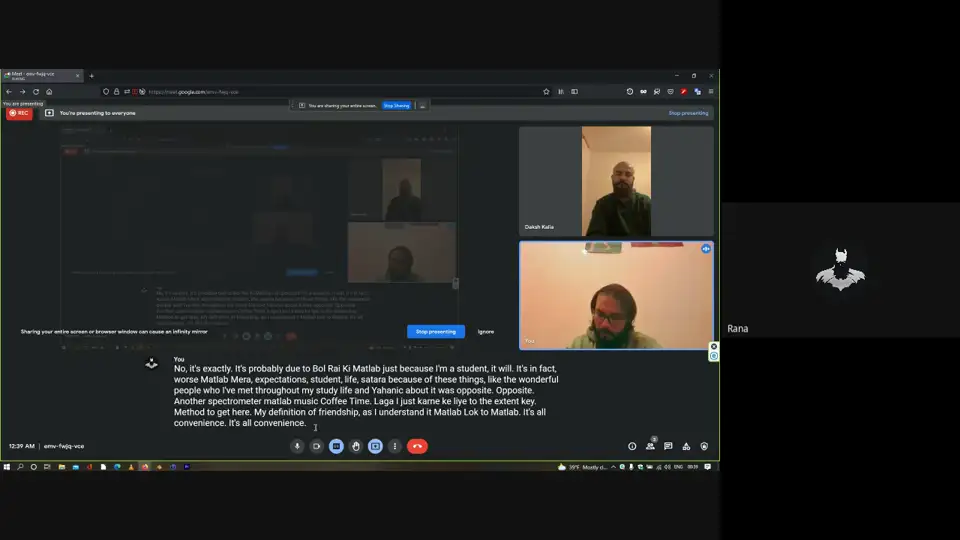 Meet - emv-fwjq-vce
You are presenting
https://meet.google.com/emv-fwjq-vce
You are sharing your entire screen.
Stop Sharing
REC
You're presenting to everyone
Stop presenting
Daksh Kalia
You
Sharing your entire screen or browser window can cause an infinity mirror
Stop presenting
Ignore
You
No, it's exactly. It's probably due to Bol Rai Ki Matlab just because I'm a student, it will. It's in fact,
worse Matlab Mera, expectations, student, life, satara because of these things, like the wonderful
people who I've met throughout my study life and Yahanic about it was opposite. Opposite.
Another spectrometer matlab music Coffee Time. Laga I just karne ke liye to the extent key.
Method to get here. My definition of friendship, as I understand it Matlab Lok to Matlab. It's all
convenience. It's all convenience.
12:39 AM | emv-fwjq-vce
39°F Mostly cl...
ENG
Rana